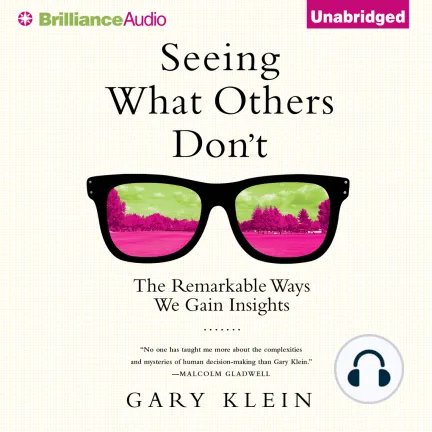 BrillianceAudio
Unabridged
Seeing
What Others
Don't
The Remarkable Ways
We Gain Insights
"No one has taught me more about the complexities
and mysteries of human decision-making than Gary Klein."
—MALCOLM GLADWELL
GARY KLEIN